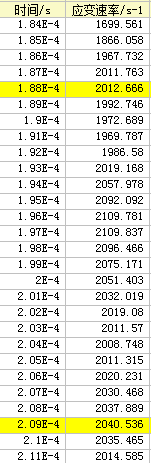 时间/s 应变速率/s-1
1.84E-4 1699.561
1.85E-4 1866.058
1.86E-4 1967.732
1.87E-4 2011.763
1.88E-4 2012.666
1.89E-4 1992.746
1.9E-4 1972.689
1.91E-4 1969.787
1.92E-4 1986.58
1.93E-4 2019.168
1.94E-4 2057.978
1.95E-4 2092.092
1.96E-4 2109.781
1.97E-4 2109.837
1.98E-4 2096.466
1.99E-4 2075.171
2E-4 2051.403
2.01E-4 2032.019
2.02E-4 2019.08
2.03E-4 2011.57
2.04E-4 2008.748
2.05E-4 2011.315
2.06E-4 2020.231
2.07E-4 2030.468
2.08E-4 2037.889
2.09E-4 2040.536
2.1E-4 2035.465
2.11E-4 2014.585